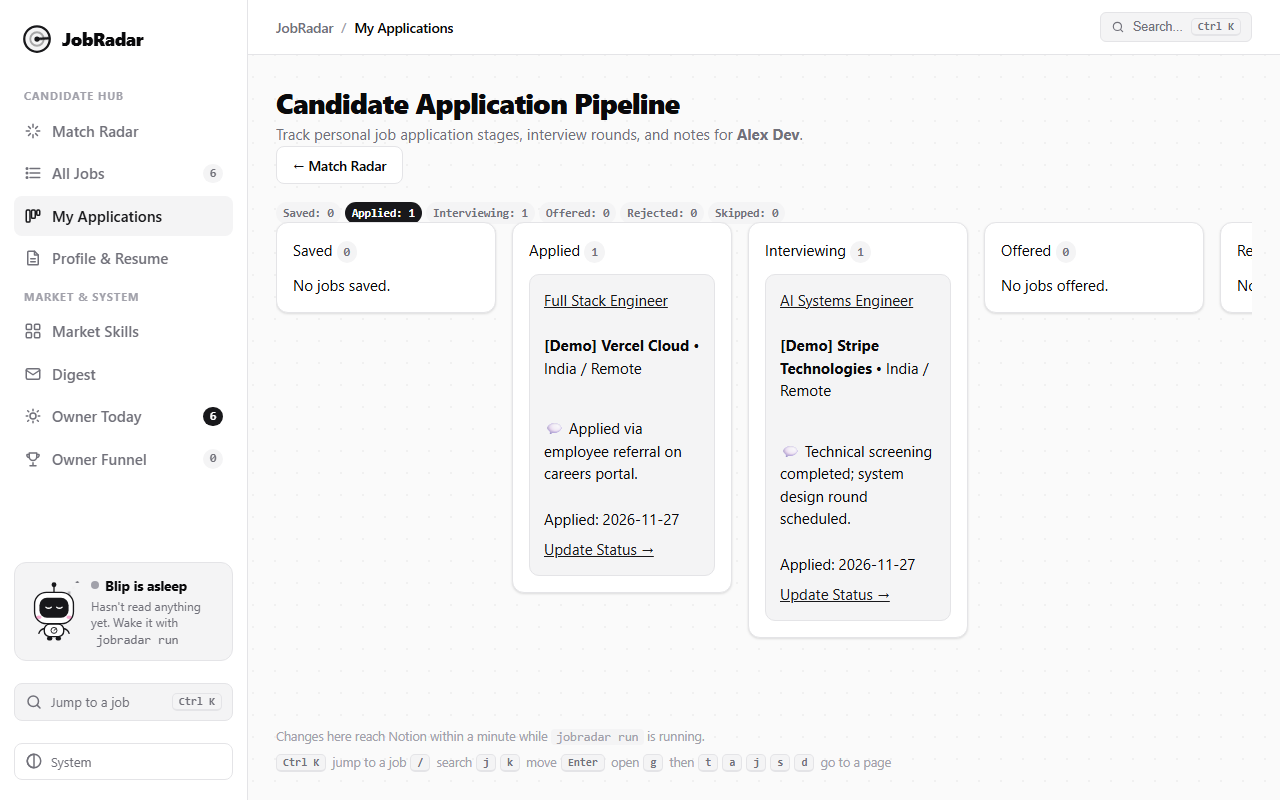 JobRadar
CANDIDATE HUB
Match Radar
All Jobs 6
My Applications
Profile & Resume
MARKET & SYSTEM
Market Skills
Digest
Owner Today 6
Owner Funnel 0
Blip is asleep
Hasn't read anything
yet. Wake it with
jobradar run
Jump to a job Ctrl K
System
JobRadar / My Applications
Search... Ctrl K
Candidate Application Pipeline
Track personal job application stages, interview rounds, and notes for Alex Dev.
← Match Radar
Saved: 0 Applied: 1 Interviewing: 1 Offered: 0 Rejected: 0 Skipped: 0
Saved 0
No jobs saved.
Applied 1
Full Stack Engineer
[Demo] Vercel Cloud •
India / Remote
💬 Applied via
employee referral on
careers portal.
Applied: 2026-11-27
Update Status →
Interviewing 1
AI Systems Engineer
[Demo] Stripe
Technologies • India /
Remote
💬 Technical screening
completed; system
design round
scheduled.
Applied: 2026-11-27
Update Status →
Offered 0
No jobs offered.
Re
No
Changes here reach Notion within a minute while jobradar run is running.
Ctrl K jump to a job / search j k move Enter open g then t a j s d go to a page